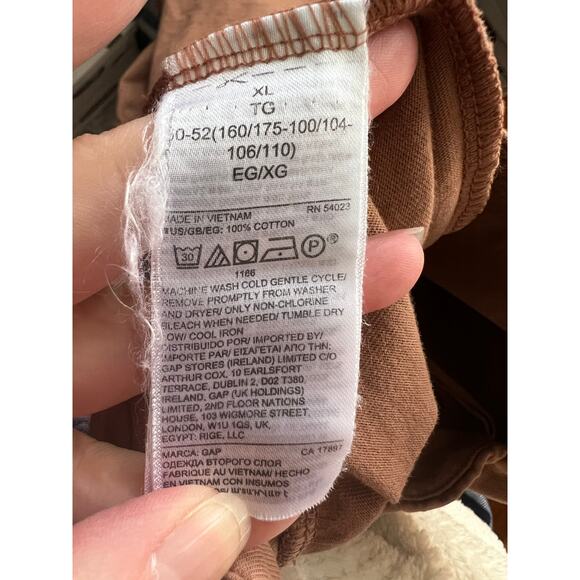 XL
TG
0-52(160/175-100/104-
106/110)
EG/XG
MADE IN VIETNAM RN 54023
US/GB/EG: 100% COTTON
30 P
1166
MACHINE WASH COLD GENTLE CYCLE/
REMOVE PROMPTLY FROM WASHER
AND DRYER/ ONLY NON-CHLORINE
BLEACH WHEN NEEDED/ TUMBLE DRY
LOW/ COOL IRON
DISTRIBUIDO POR/ IMPORTED BY/
IMPORTE PAR/ ΕΙΣΑΓΕΤΑΙ ΑΠΟ ΤΗΝ:
GAP STORES (IRELAND) LIMITED C/O
ARTHUR COX, 10 EARLSFORT
TERRACE, DUBLIN 2, D02 T380,
IRELAND, GAP (UK HOLDINGS)
LIMITED, 2ND FLOOR NATIONS
HOUSE, 103 WIGMORE STREET,
LONDON, W1U 1QS, UK,
EGYPT: RIGE, LLC
MARCA: GAP CA 17897
ОДЕЖДА ВТОРОГО СЛОЯ
FABRIQUE AU VIETNAM/ HECHO
EN VIETNAM CON INSUMOS